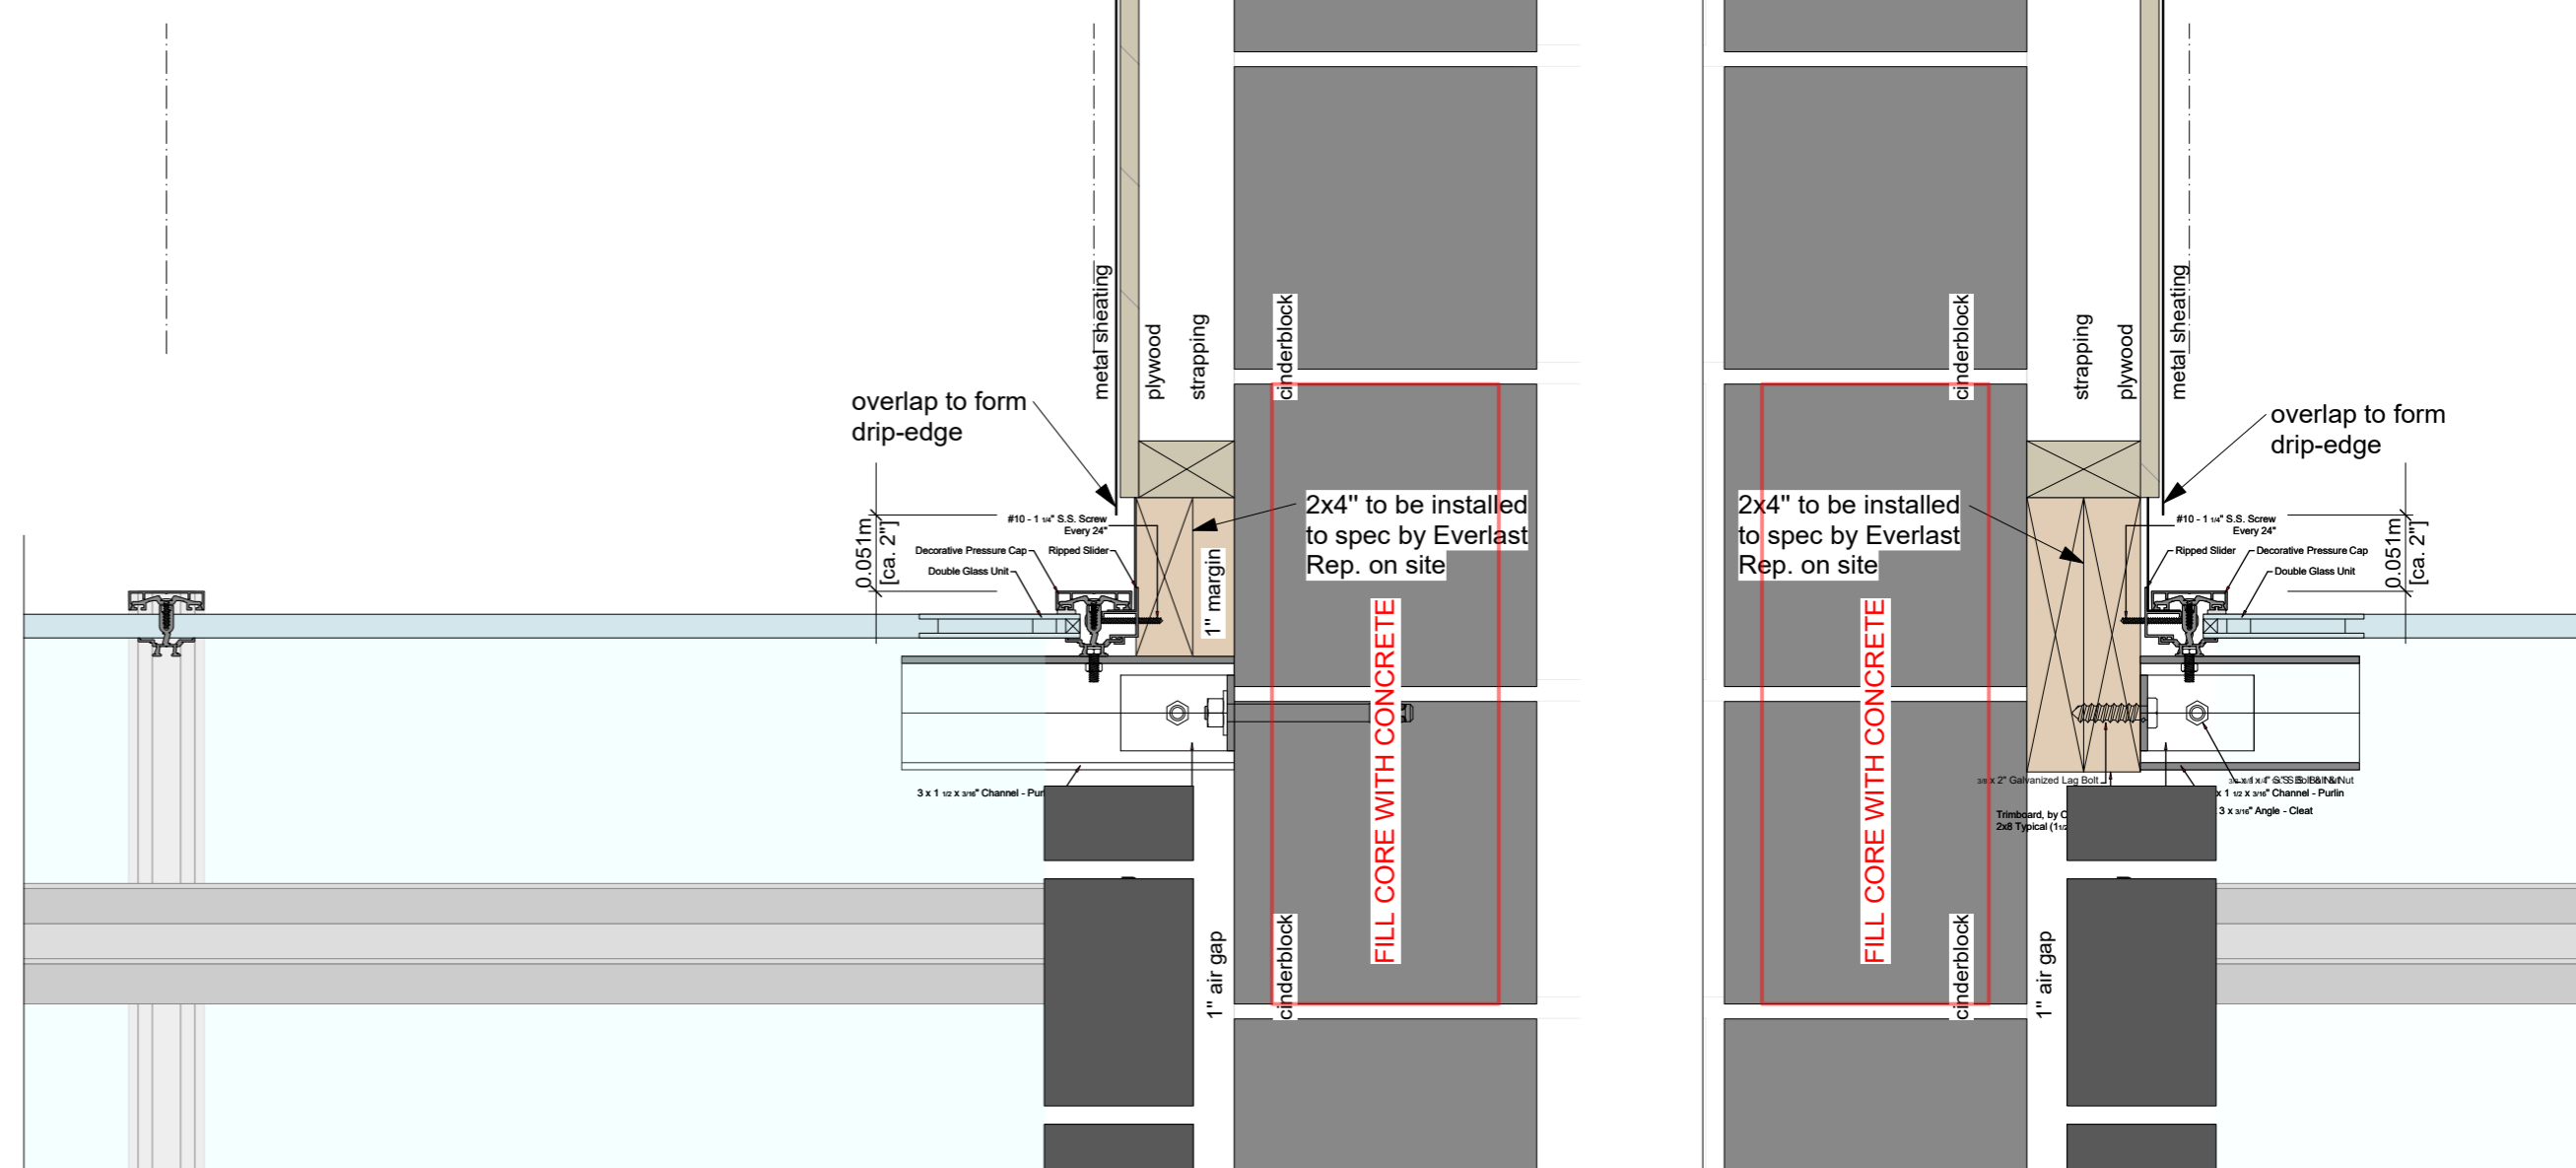 metal sheating
plywood
strapping
cinderblock
overlap to form
drip-edge
0.051m
[ca. 2"]
#10 - 1 1/4" S.S. Screw
Every 24"
Decorative Pressure Cap
Ripped Slider
Double Glass Unit
1" margin
2x4" to be installed
to spec by Everlast
Rep. on site
FILL CORE WITH CONCRETE
3 x 1 1/2 x 3/16" Channel - Pur
1" air gap
cinderblock
cinderblock
strapping
plywood
metal sheating
overlap to form
drip-edge
2x4" to be installed
to spec by Everlast
Rep. on site
#10 - 1 1/4" S.S. Screw
Every 24"
Ripped Slider
Decorative Pressure Cap
Double Glass Unit
0.051m
[ca. 2"]
FILL CORE WITH CONCRETE
3/8 x 2" Galvanized Lag Bolt
Nut
x 1 1/2 x 3/16" Channel - Purlin
3 x 3/16" Angle - Cleat
Trimboard, by C
2x8 Typical (1 1/2
cinderblock
1" air gap